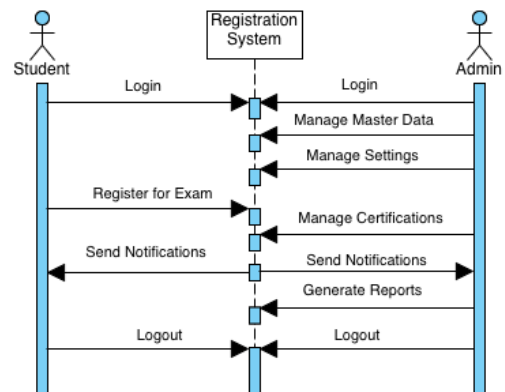 Registration
System
Student
Admin
Login
Login
Manage Master Data
Manage Settings
Register for Exam
Manage Certifications
Send Notifications
Send Notifications
Generate Reports
Logout
Logout